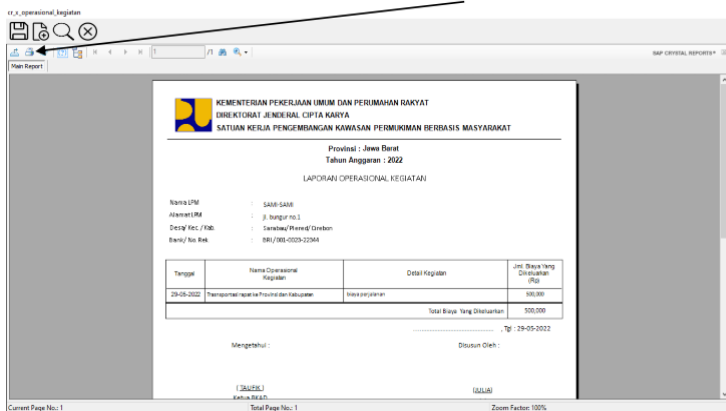 cr_x_operasional_kegiatan
1 /1
SAP CRYSTAL REPORTS®
Main Report
KEMENTERIAN PEKERJAAN UMUM DAN PERUMAHAN RAKYAT
DIREKTORAT JENDERAL CIPTA KARYA
SATUAN KERJA PENGEMBANGAN KAWASAN PERMUKIMAN BERBASIS MASYARAKAT
Provinsi : Jawa Barat
Tahun Anggaran : 2022
LAPORAN OPERASIONAL KEGIATAN
Nama LPM : SAMI-SAMI
Alamat LPM : jl. bungur no.1
Desa/ Kec. / Kab. : Sarabau/Plered/Cirebon
Bank/ No Rek. : BRI/001-0023-22344
Tanggal Nama Operasional Kegiatan Detail Kegiatan Jml Biaya Yang Dikeluarkan (Rp)
29-05-2022 Transportasi rapat ke Provinsi dan Kabupaten biaya perjalanan 500,000
Total Biaya Yang Dikeluarkan 500,000
, Tgl : 29-05-2022
Mengetahui : Disusun Oleh :
( TAUFIK ) (JULIA)
Ketua BKAD
Current Page No.: 1 Total Page No.: 1 Zoom Factor: 100%